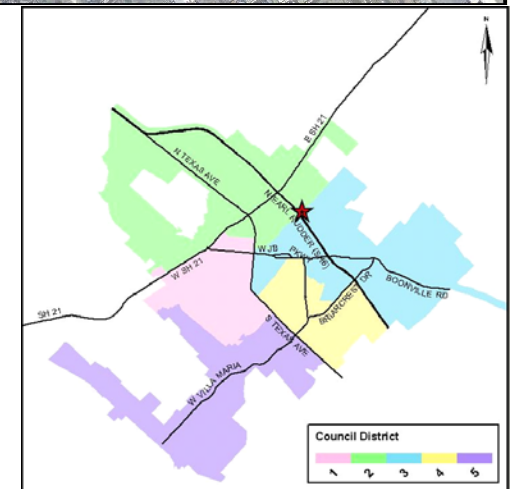 N
E SH 21
N TEXAS AVE
N EARL RUDDER (SH6)
W JB
PKWY
W SH 21
SH 21
BOONVILLE RD
BRIARCREST DR
S TEXAS AVE
W VILLA MARIA
Council District
1 2 3 4 5